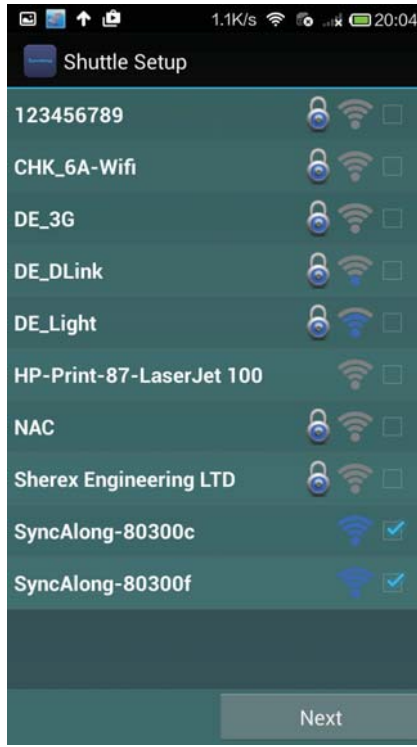 1.1K/s 20:04
Shuttle Setup
123456789
CHK_6A-Wifi
DE_3G
DE_DLink
DE_Light
HP-Print-87-LaserJet 100
NAC
Sherex Engineering LTD
SyncAlong-80300c
SyncAlong-80300f
Next